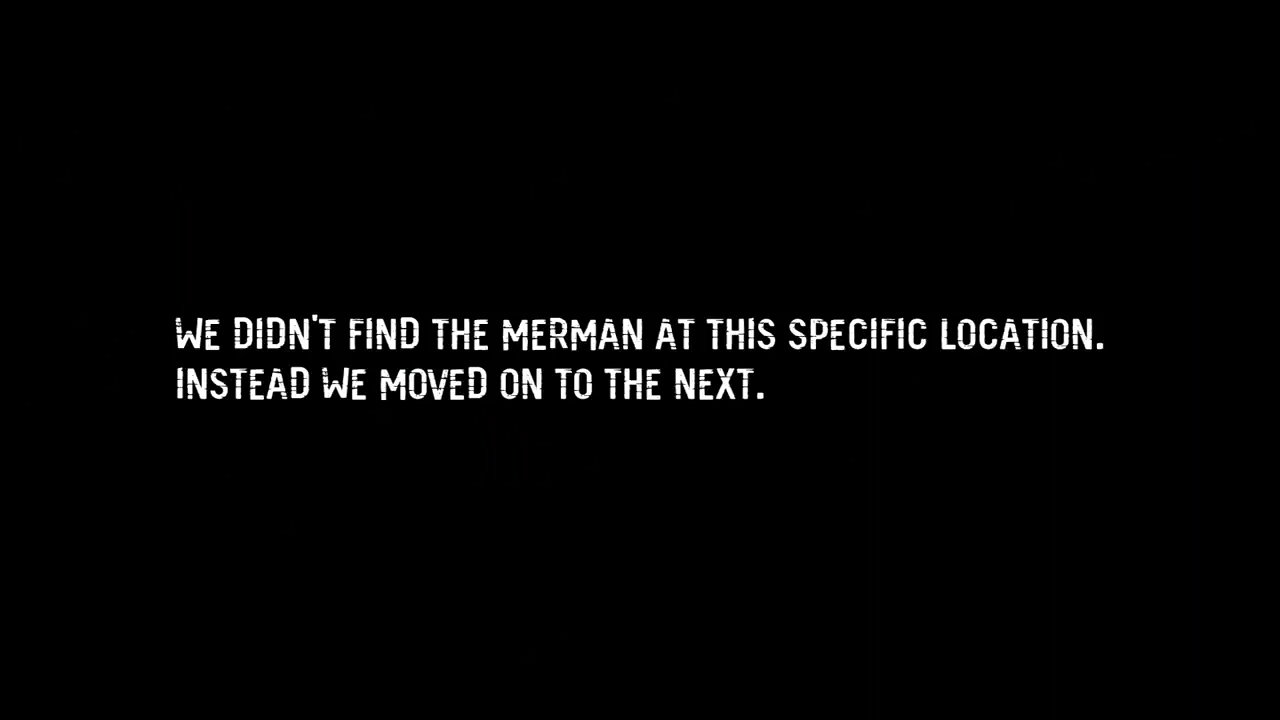 WE DIDN'T FIND THE MERMAN AT THIS SPECIFIC LOCATION.
INSTEAD WE MOVED ON TO THE NEXT.